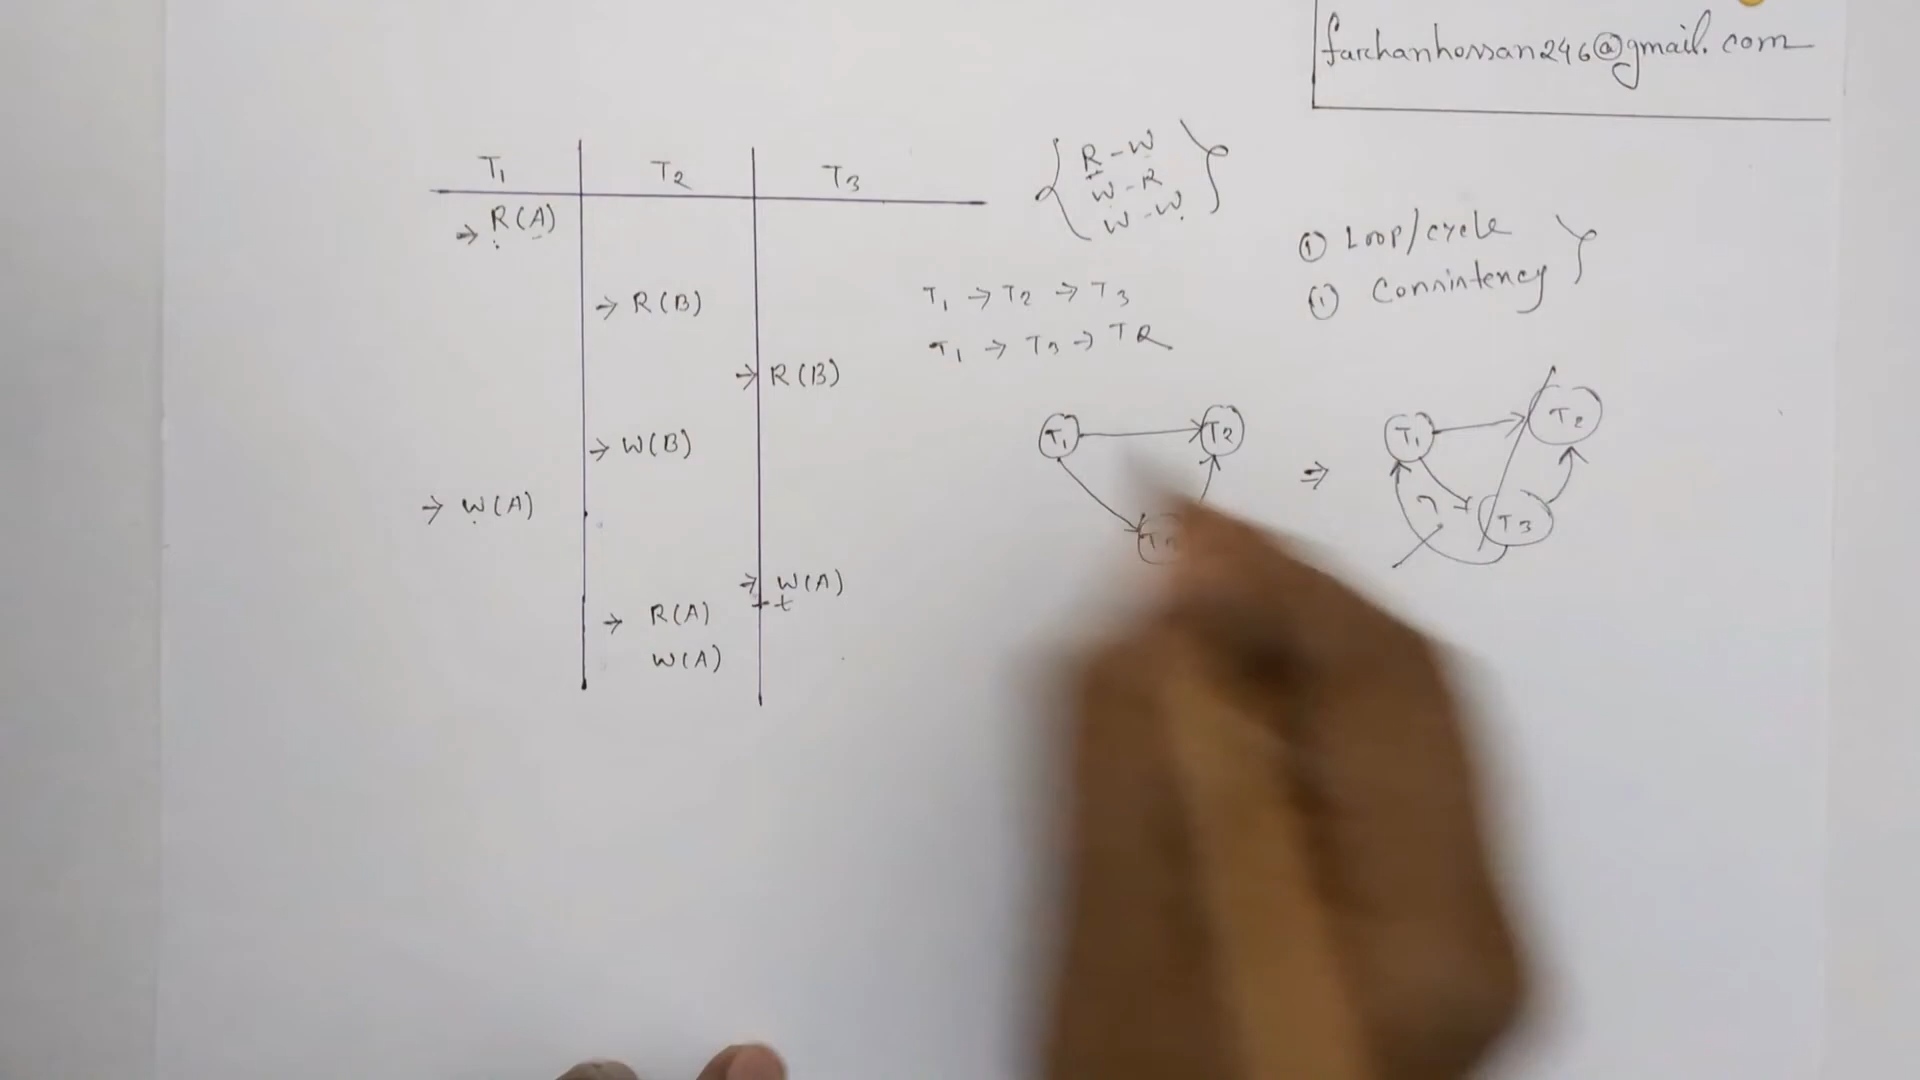 farhanhossan246@gmail.com
T1 T2 T3
→ R(A)
→ R(B)
→ R(B)
→ W(B)
→ W(A)
→ W(A)
t
→ R(A)
W(A)
R-W
W-R
W-W
① Loop/cycle
① Consistency
T1 → T2 → T3
T1 → T3 → T2
T1 T2
⇒
T1 T2
T3